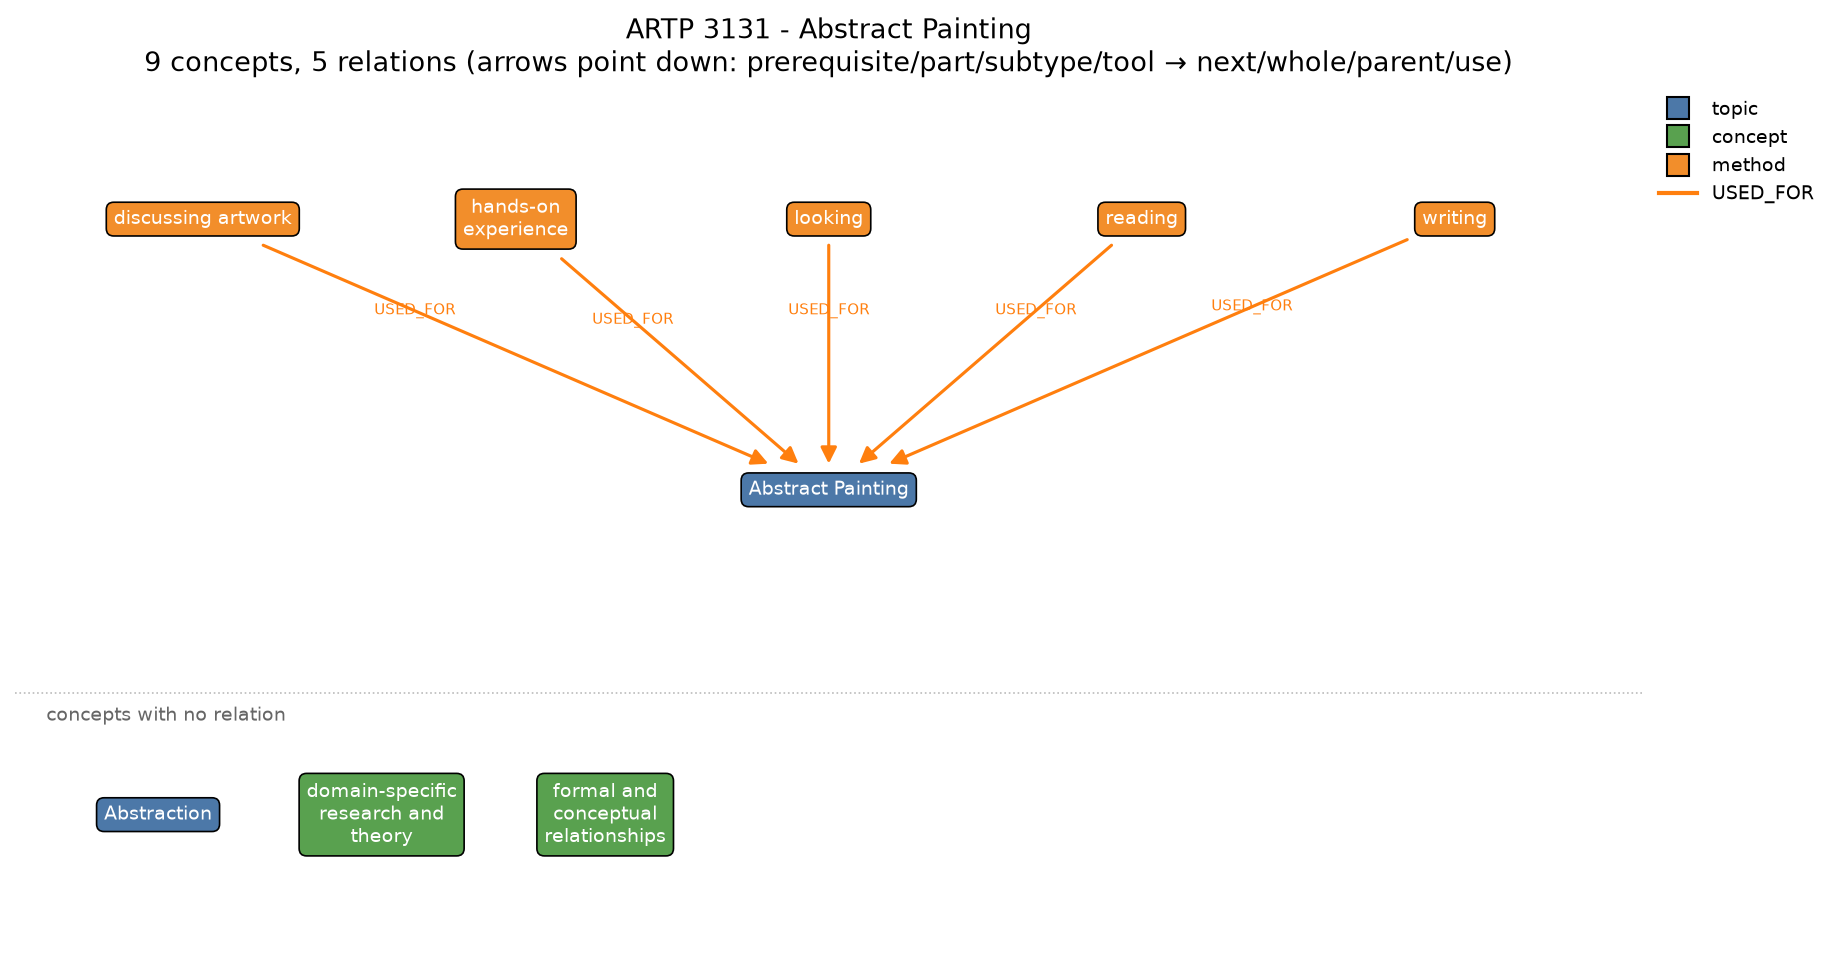 ARTP 3131 - Abstract Painting
9 concepts, 5 relations (arrows point down: prerequisite/part/subtype/tool → next/whole/parent/use)
topic
concept
method
USED_FOR
discussing artwork
hands-on
experience
looking
reading
writing
USED_FOR
USED_FOR
USED_FOR
USED_FOR
USED_FOR
Abstract Painting
concepts with no relation
Abstraction
domain-specific
research and
theory
formal and
conceptual
relationships